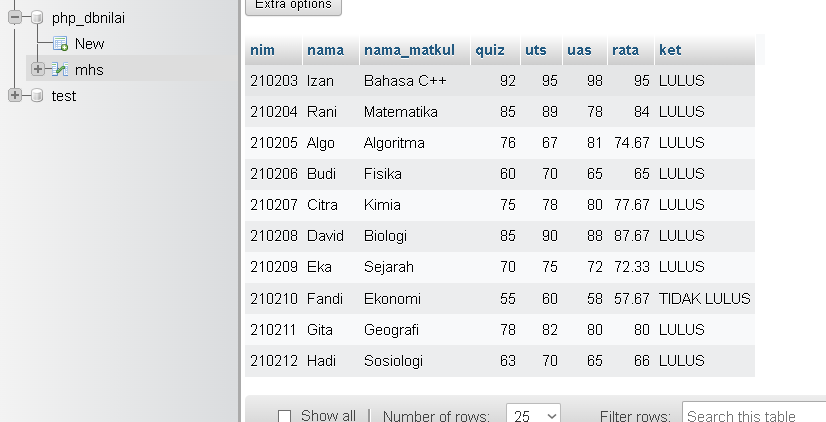 Extra options
php_dbnilai
New
mhs
test
nim nama nama_matkul quiz uts uas rata ket
210203 Izan Bahasa C++ 92 95 98 95 LULUS
210204 Rani Matematika 85 89 78 84 LULUS
210205 Algo Algoritma 76 67 81 74.67 LULUS
210206 Budi Fisika 60 70 65 65 LULUS
210207 Citra Kimia 75 78 80 77.67 LULUS
210208 David Biologi 85 90 88 87.67 LULUS
210209 Eka Sejarah 70 75 72 72.33 LULUS
210210 Fandi Ekonomi 55 60 58 57.67 TIDAK LULUS
210211 Gita Geografi 78 82 80 80 LULUS
210212 Hadi Sosiologi 63 70 65 66 LULUS
Show all | Number of rows: 25 Filter rows: Search this table